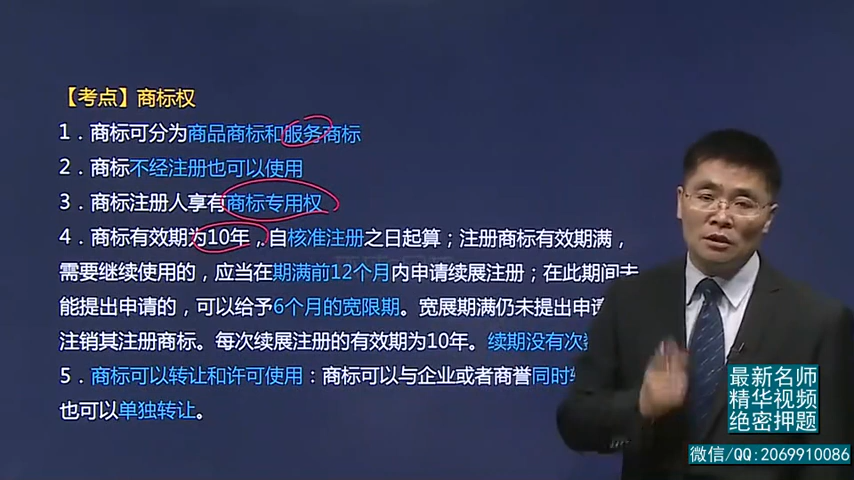 【考点】商标权
1．商标可分为商品商标和服务商标
2．商标不经注册也可以使用
3．商标注册人享有商标专用权
4．商标有效期为10年，自核准注册之日起算；注册商标有效期满，
需要继续使用的，应当在期满前12个月内申请续展注册；在此期间未
能提出申请的，可以给予6个月的宽限期。宽展期满仍未提出申请
注销其注册商标。每次续展注册的有效期为10年。续期没有次
5．商标可以转让和许可使用：商标可以与企业或者商誉同时
也可以单独转让。
最新名师
精华视频
绝密押题
微信/QQ:2069910086